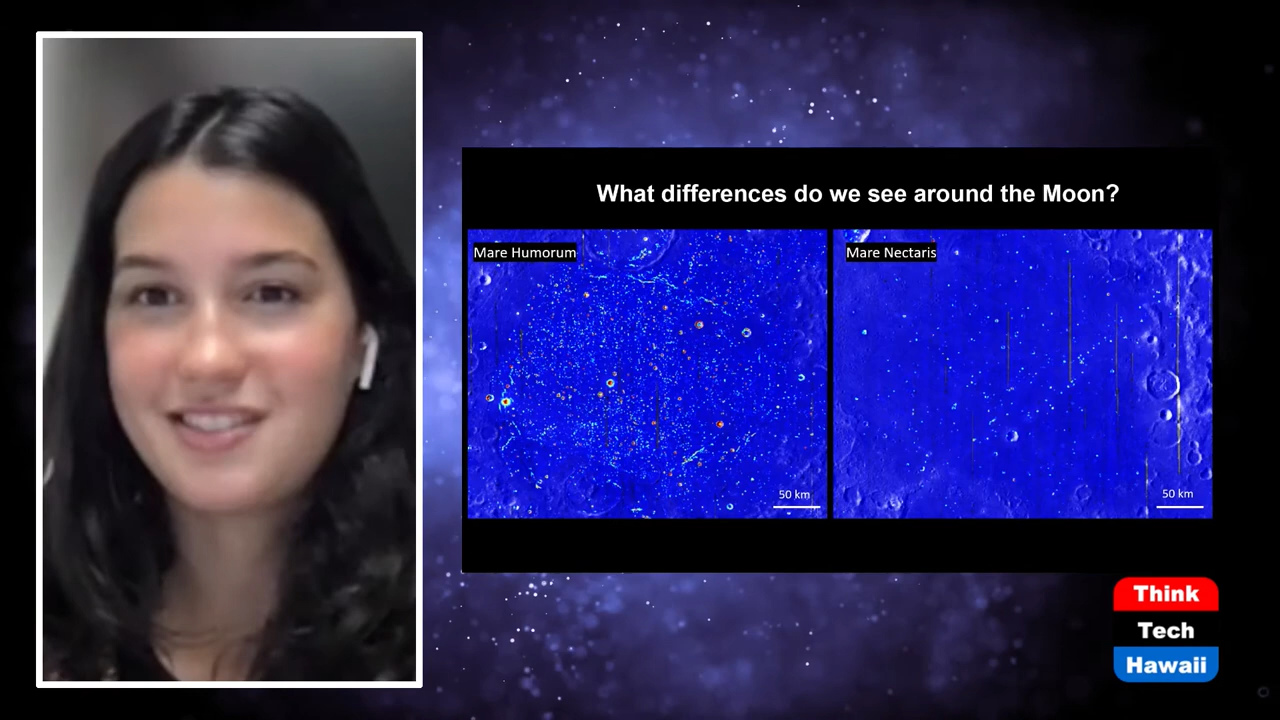 What differences do we see around the Moon?
Mare Humorum
Mare Nectaris
50 km
50 km
Think
Tech
Hawaii